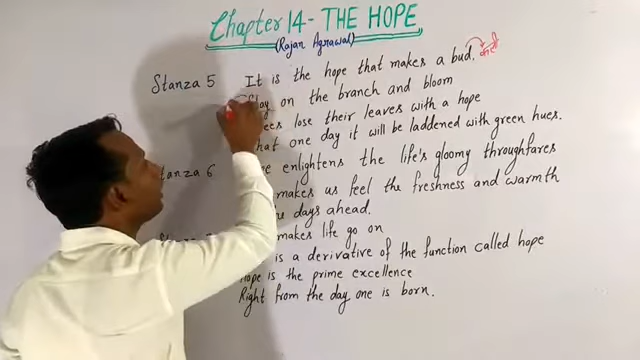 Chapter 14 - THE HOPE
(Rajan Agrawal)
Stanza 5 It is the hope that makes a bud. कली
Stay on the branch and bloom
lose their leaves with a hope
one day it will be laddened with green hues.
Stanza 6 enlightens the life's gloomy throughfares
makes us feel the freshness and warmth
days ahead.
makes life go on
is a derivative of the function called hope
Hope is the prime excellence
Right from the day one is born.